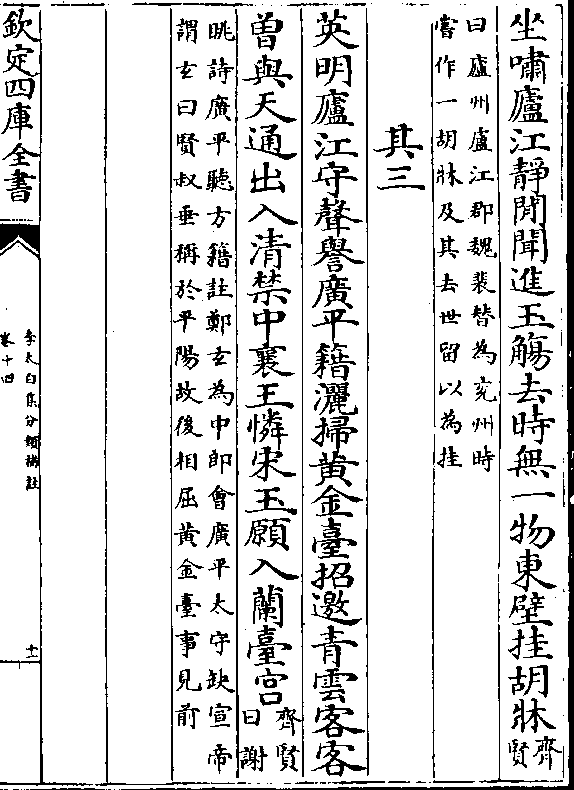 坐嘯廬江靜閒聞進玉觴去時無一物東壁挂胡牀齊賢
曰廬州廬江郡魏裴替為兖州時
嘗作一胡牀及其去世留以為挂
其三
英明廬江守聲譽廣平籍灑掃黄金臺招邀青雲客客
曽與天通出入清禁中襄王憐宋玉願入蘭臺宫齊賢曰謝
眺詩廣平聽方籍註鄭玄為中郎會廣平太守缺宣帝
謂玄曰賢叔垂稱於平陽故後相屈黄金臺事見前
欽定四庫全書
李太白集分類補註
卷十四
十一